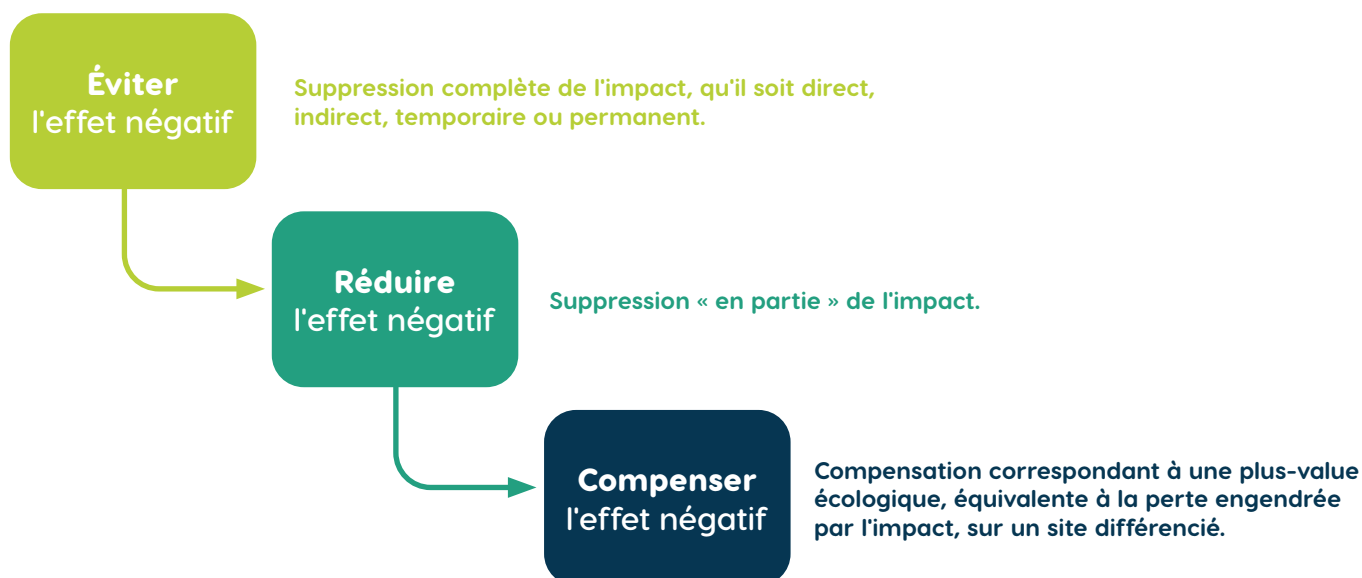 Éviter
l'effet négatif
Suppression complète de l'impact, qu'il soit direct,
indirect, temporaire ou permanent.
Réduire
l'effet négatif
Suppression « en partie » de l'impact.
Compenser
l'effet négatif
Compensation correspondant à une plus-value
écologique, équivalente à la perte engendrée
par l'impact, sur un site différencié.